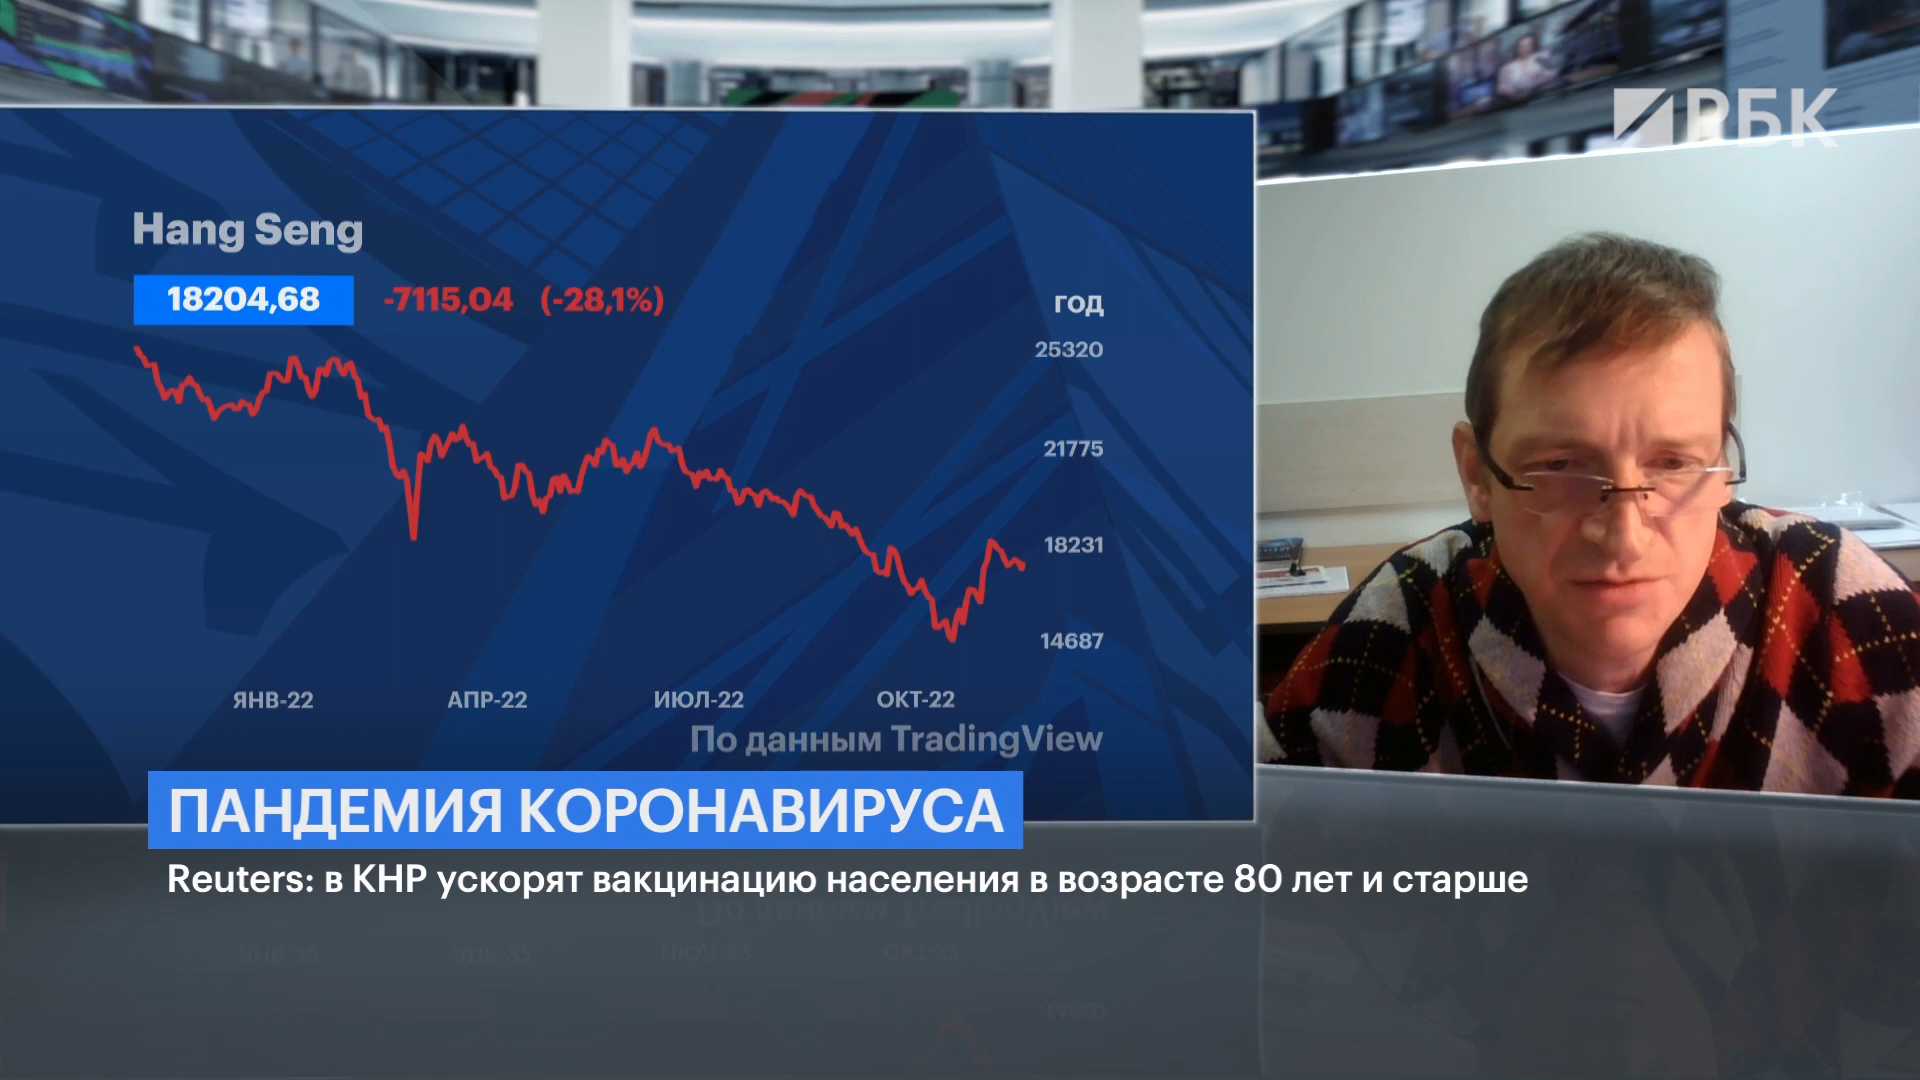 РБК
Hang Seng
18204,68 -7115,04 (-28,1%)
ГОД
25320
21775
18231
14687
ЯНВ-22 АПР-22 ИЮЛ-22 ОКТ-22
По данным TradingView
ПАНДЕМИЯ КОРОНАВИРУСА
Reuters: в КНР ускорят вакцинацию населения в возрасте 80 лет и старше